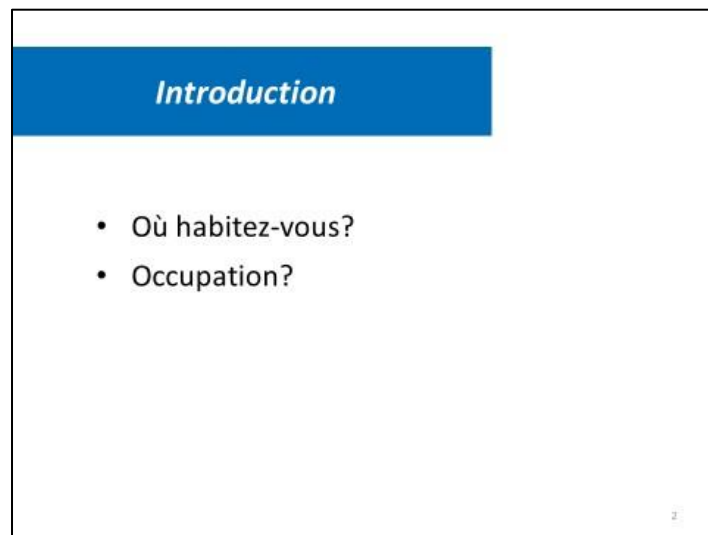 Introduction
• Où habitez-vous?
• Occupation?
2